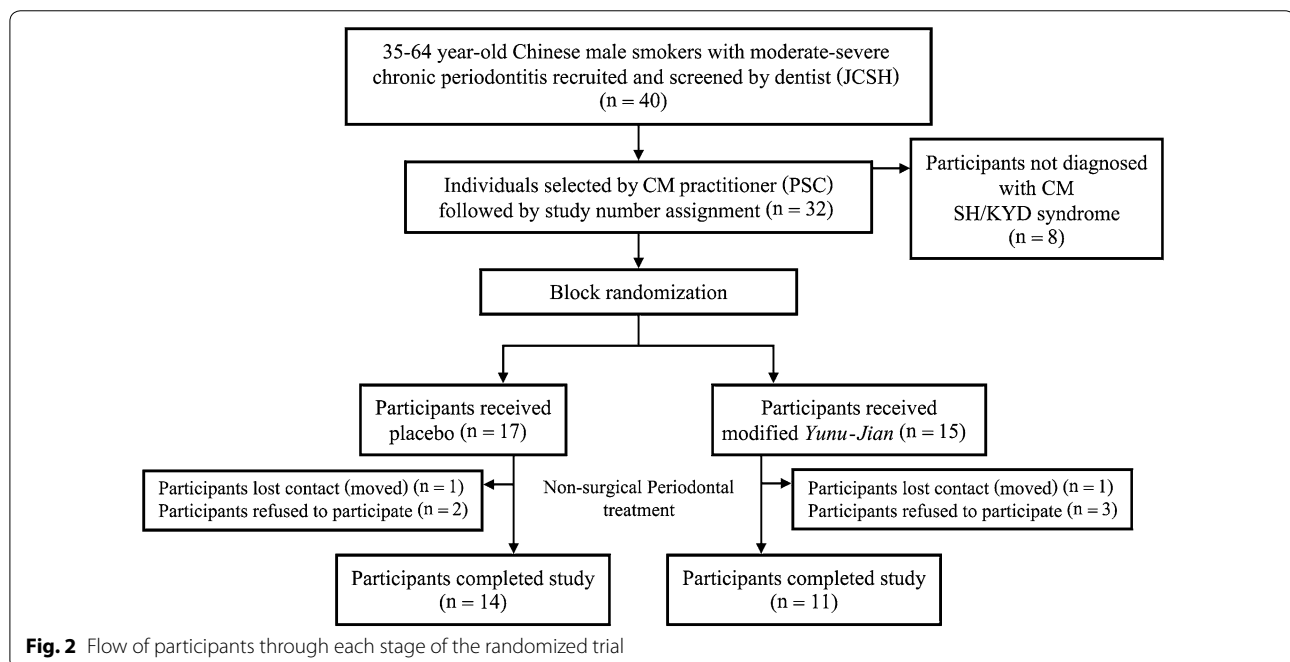 35-64 year-old Chinese male smokers with moderate-severe
chronic periodontitis recruited and screened by dentist (JCSH)
(n = 40)
Individuals selected by CM practitioner (PSC)
followed by study number assignment (n = 32)
Participants not diagnosed
with CM
SH/KYD syndrome
(n = 8)
Block randomization
Participants received
placebo (n = 17)
Participants received
modified Yunu-Jian (n = 15)
Participants lost contact (moved) (n = 1)
Participants refused to participate (n = 2)
Non-surgical Periodontal
treatment
Participants lost contact (moved) (n = 1)
Participants refused to participate (n = 3)
Participants completed study
(n = 14)
Participants completed study
(n = 11)
Fig. 2 Flow of participants through each stage of the randomized trial